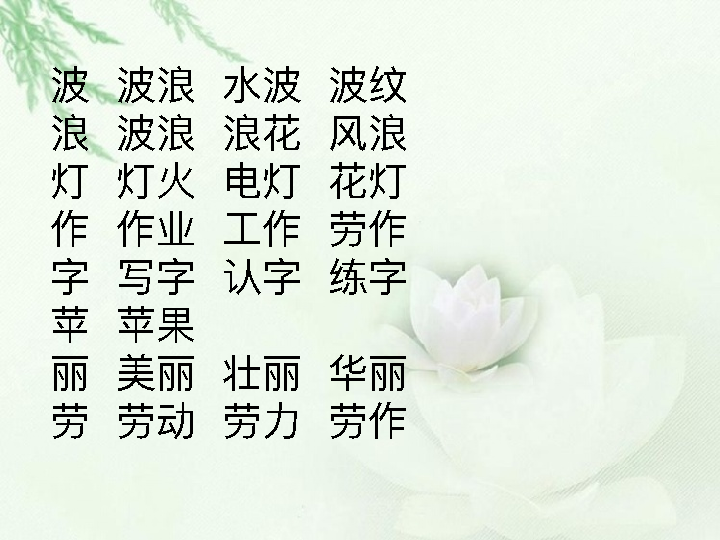 波 波浪 水波 波纹
浪 波浪 浪花 风浪
灯 灯火 电灯 花灯
作 作业 工作 劳作
字 写字 认字 练字
苹 苹果
丽 美丽 壮丽 华丽
劳 劳动 劳力 劳作